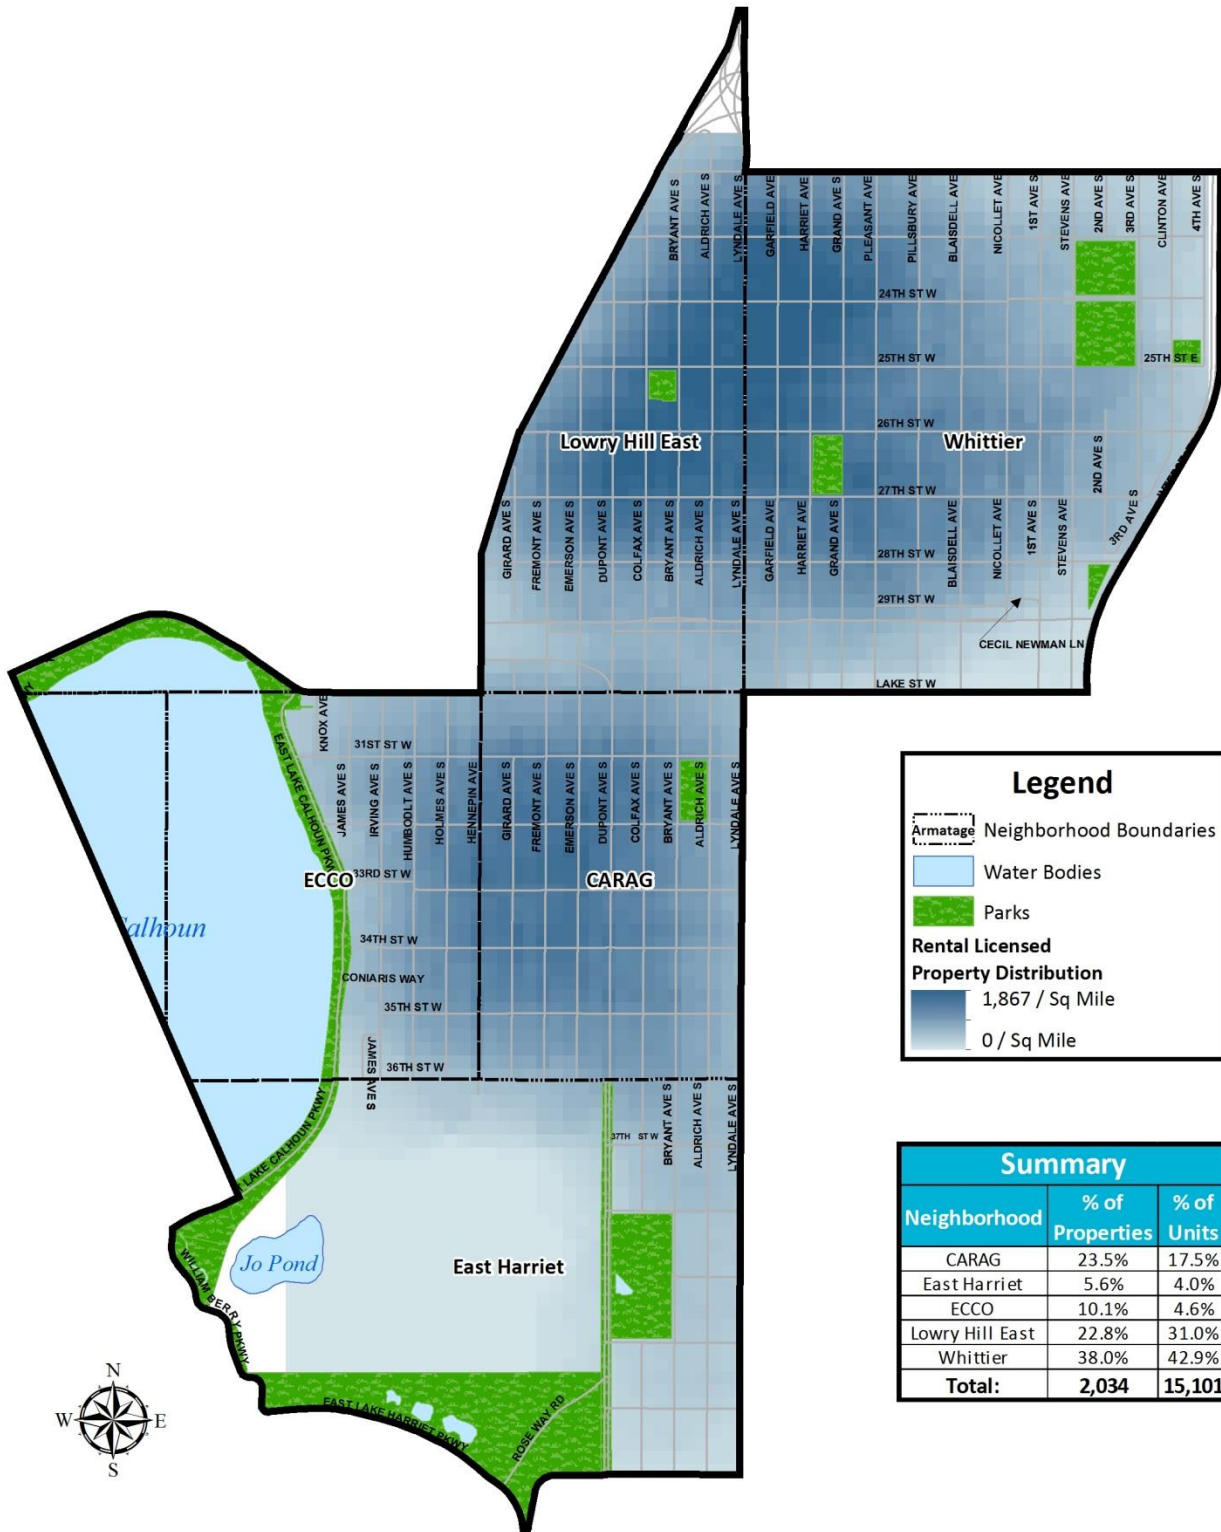 BRYANT AVE S
ALDRICH AVE S
LYNDALE AVE S
GARFIELD AVE
HARRIET AVE
GRAND AVE S
PLEASANT AVE
PILLSBURY AVE
BLAISDELL AVE
NICOLLET AVE
1ST AVE S
STEVENS AVE
2ND AVE S
3RD AVE S
CLINTON AVE
4TH AVE S
24TH ST W
25TH ST W
25TH ST E
26TH ST W
Lowry Hill East
Whittier
2ND AVE S
27TH ST W
GIRARD AVE S
FREMONT AVE S
EMERSON AVE S
DUPONT AVE S
COLFAX AVE S
BRYANT AVE S
ALDRICH AVE S
LYNDALE AVE S
GARFIELD AVE
HARRIET AVE
GRAND AVE S
BLAISDELL AVE
NICOLLET AVE
1ST AVE S
STEVENS AVE
3RD AVE S
28TH ST W
29TH ST W
CECIL NEWMAN LN
LAKE ST W
KNOX AVE
31ST ST W
EAST LAKE CALHOUN PKW
JAMES AVE S
IRVING AVE S
HUMBODLT AVE S
HOLMES AVE S
HENNEPIN AVE
GIRARD AVE S
FREMONT AVE S
EMERSON AVE S
DUPONT AVE S
COLFAX AVE S
BRYANT AVE S
ALDRICH AVE S
LYNDALE AVE S
ECCO
33RD ST W
CARAG
alhoun
34TH ST W
CONIARIS WAY
35TH ST W
JAMES AVE S
36TH ST W
LAKE CALHOUN PKWY
37TH ST W
BRYANT AVE S
ALDRICH AVE S
LYNDALE AVE S
WILLIAM BERRY PKWY
Jo Pond
East Harriet
EAST LAKE HARRIET PKWY
ROSE WAY RD
N
W E
S
Legend
Armatage Neighborhood Boundaries
Water Bodies
Parks
Rental Licensed
Property Distribution
1,867 / Sq Mile
0 / Sq Mile
Summary
Neighborhood % of Properties % of Units
CARAG 23.5% 17.5%
East Harriet 5.6% 4.0%
ECCO 10.1% 4.6%
Lowry Hill East 22.8% 31.0%
Whittier 38.0% 42.9%
Total: 2,034 15,101